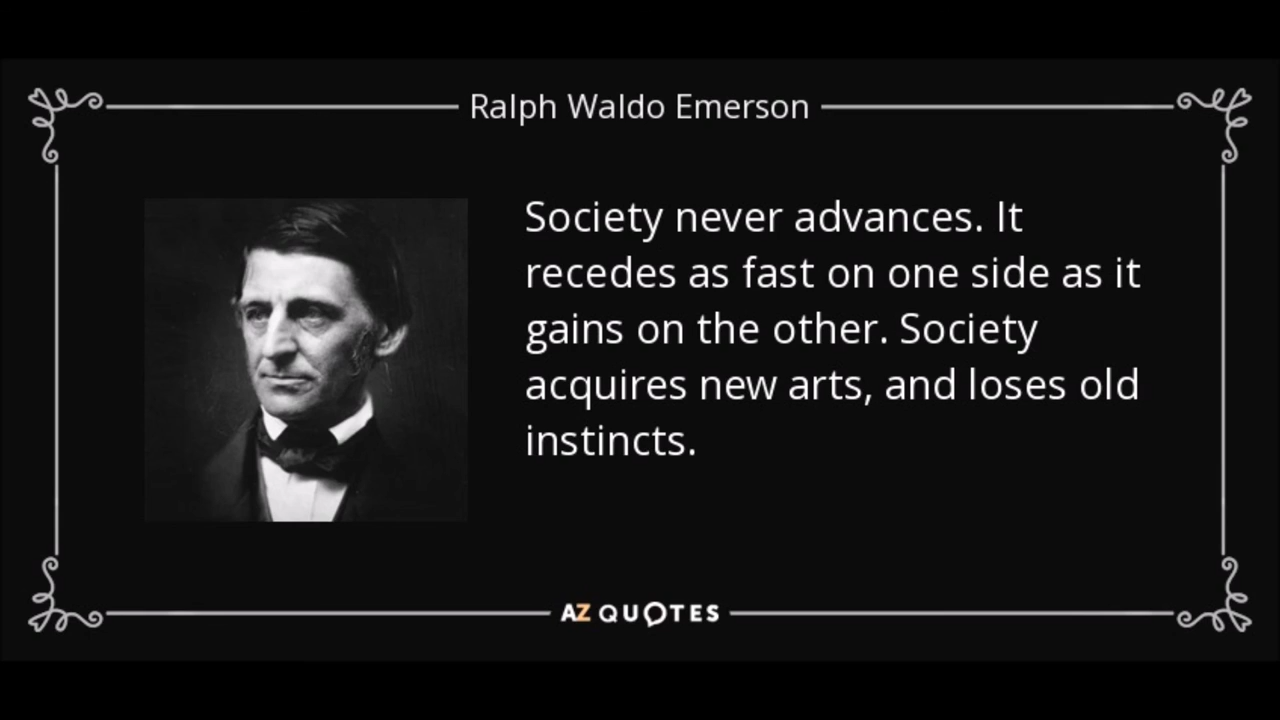 Ralph Waldo Emerson
Society never advances. It
recedes as fast on one side as it
gains on the other. Society
acquires new arts, and loses old
instincts.
AZ QUOTES